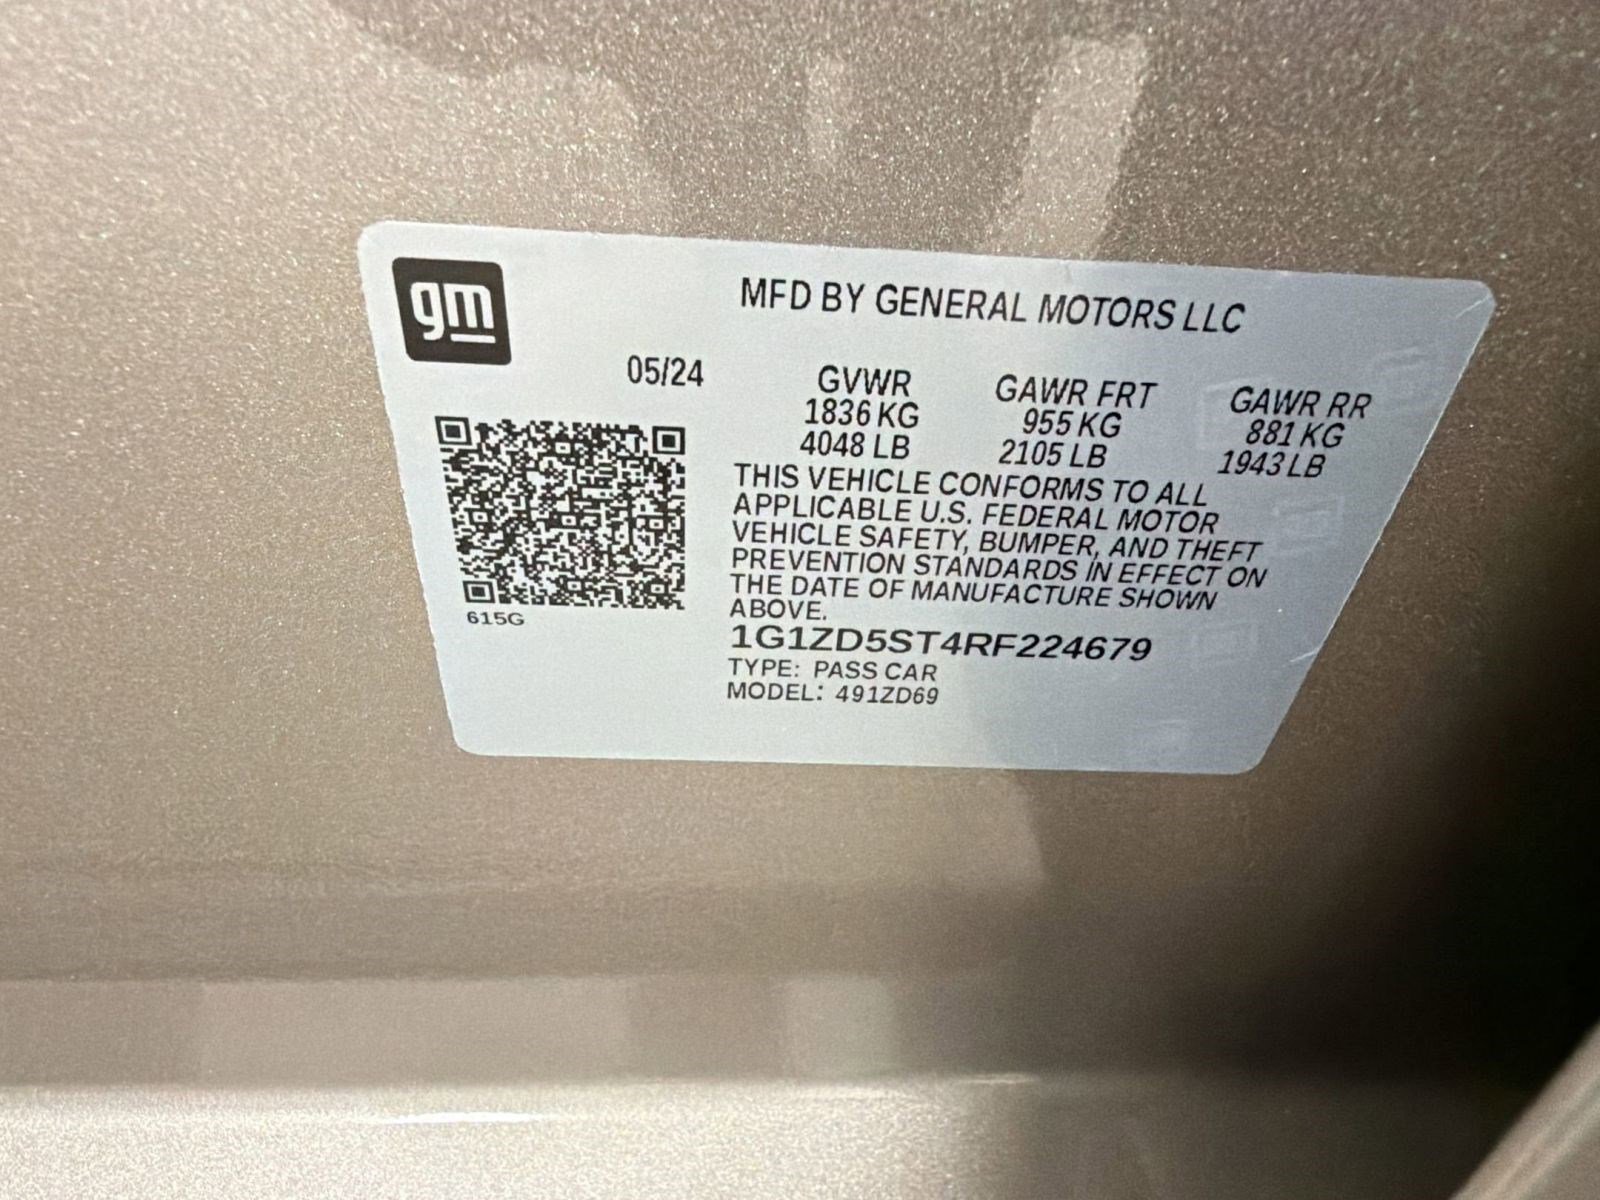 gm
MFD BY GENERAL MOTORS LLC
05/24
GVWR GAWR FRT GAWR RR
1836 KG 955 KG 881 KG
4048 LB 2105 LB 1943 LB
THIS VEHICLE CONFORMS TO ALL
APPLICABLE U.S. FEDERAL MOTOR
VEHICLE SAFETY, BUMPER, AND THEFT
PREVENTION STANDARDS IN EFFECT ON
THE DATE OF MANUFACTURE SHOWN
ABOVE.
615G
1G1ZD5ST4RF224679
TYPE: PASS CAR
MODEL: 491ZD69